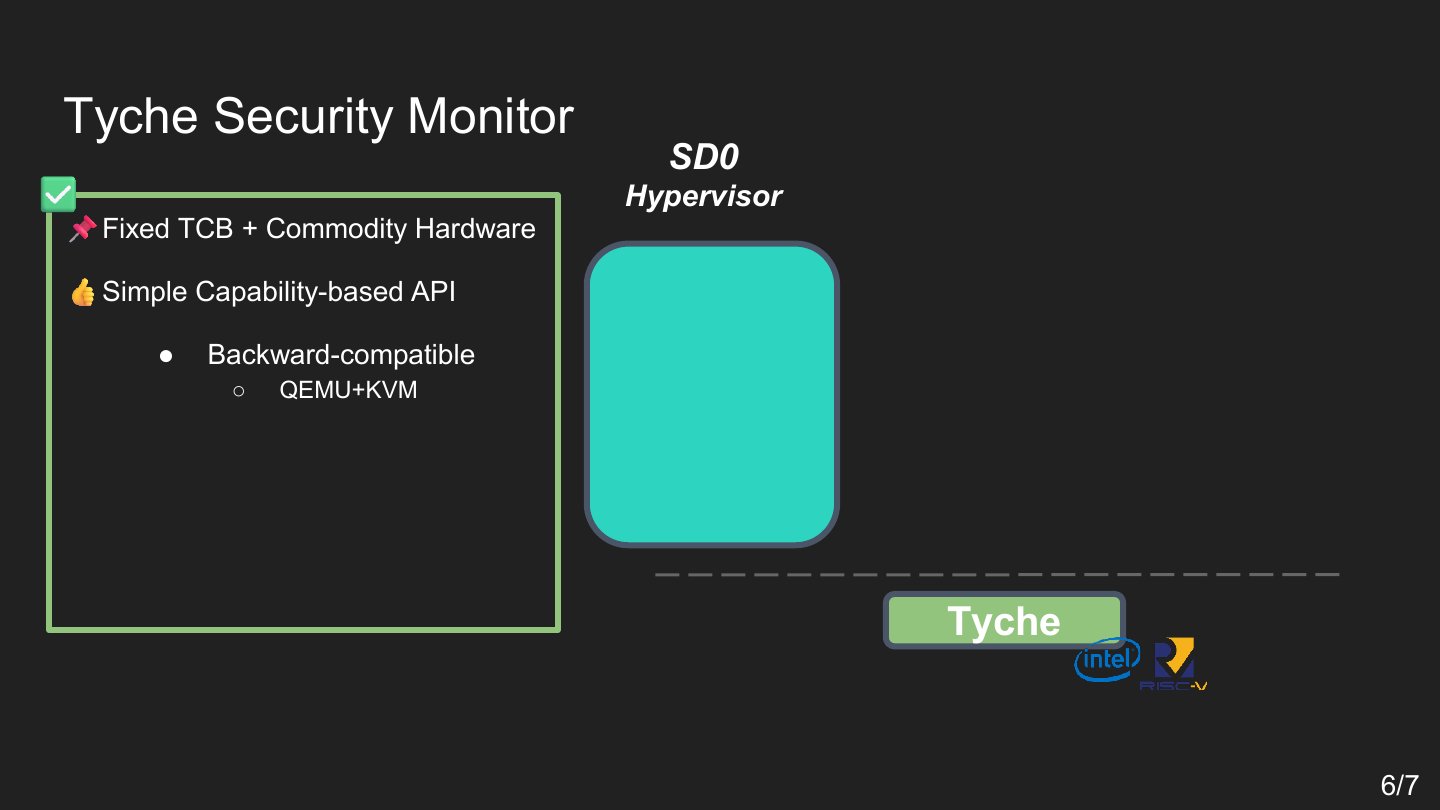 Tyche Security Monitor
SD0
Hypervisor
Fixed TCB + Commodity Hardware
Simple Capability-based API
● Backward-compatible
○ QEMU+KVM
Tyche
intel
RISC-V
6/7